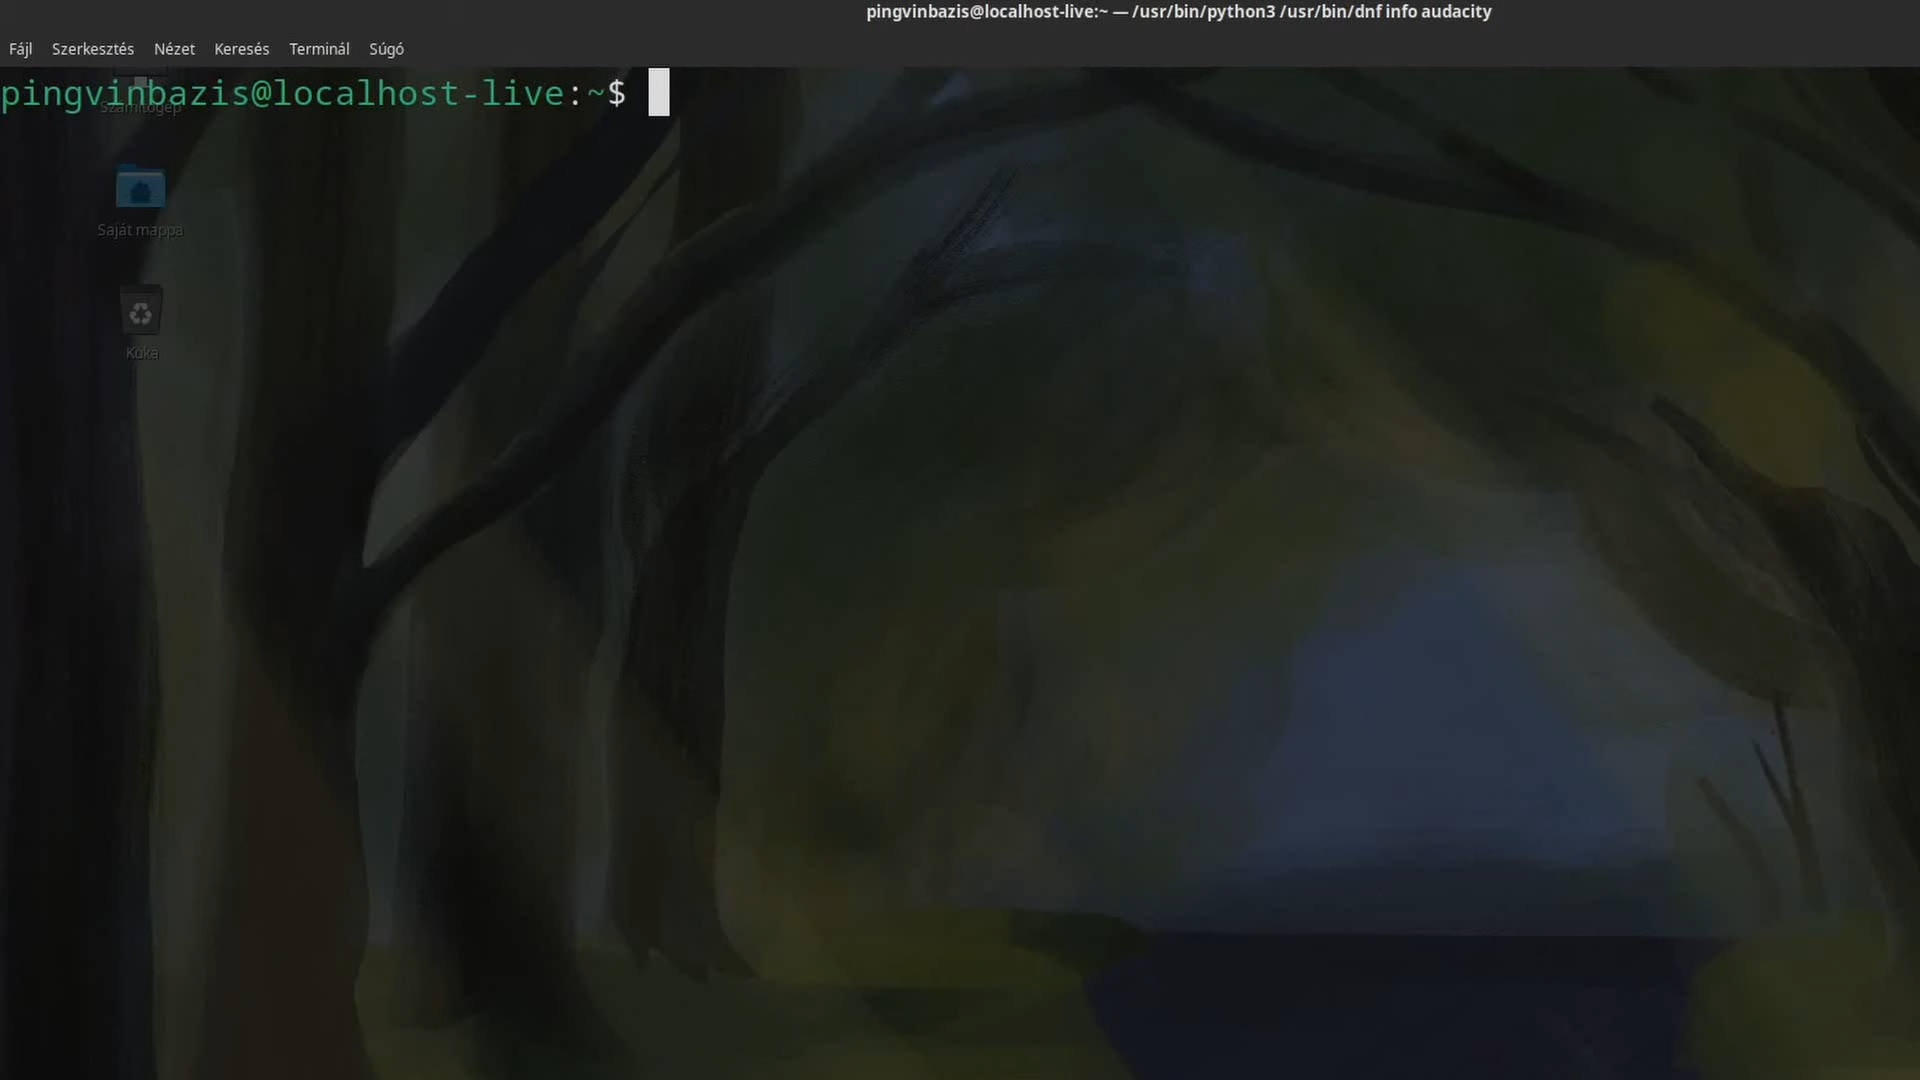 pingvinbazis@localhost-live:~ — /usr/bin/python3 /usr/bin/dnf info audacity
Fájl Szerkesztés Nézet Keresés Terminál Súgó
pingvinbazis@localhost-live:~$
Számítógép
Saját mappa
Kuka